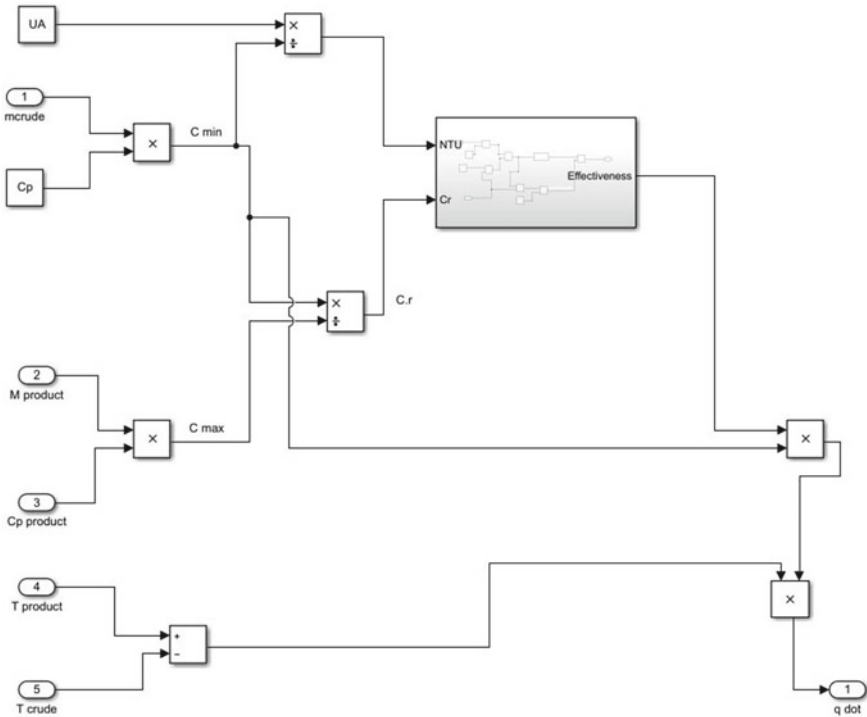 UA
×
÷
1
mcrude
×
C min
Cp
NTU
Effectiveness
Cr
×
÷
C.r
2
M product
×
C max
×
3
Cp product
4
T product
×
+
−
5
T crude
1
q dot